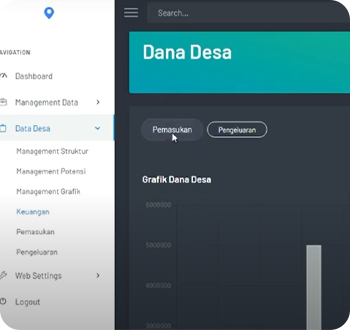 Search...
AVIGATION
Dashboard
Management Data
Data Desa
Management Struktur
Management Potensi
Management Grafik
Keuangan
Pemasukan
Pengeluaran
Web Settings
Logout
Dana Desa
Pemasukan
Pengeluaran
Grafik Dana Desa
5000000
4000000
3000000